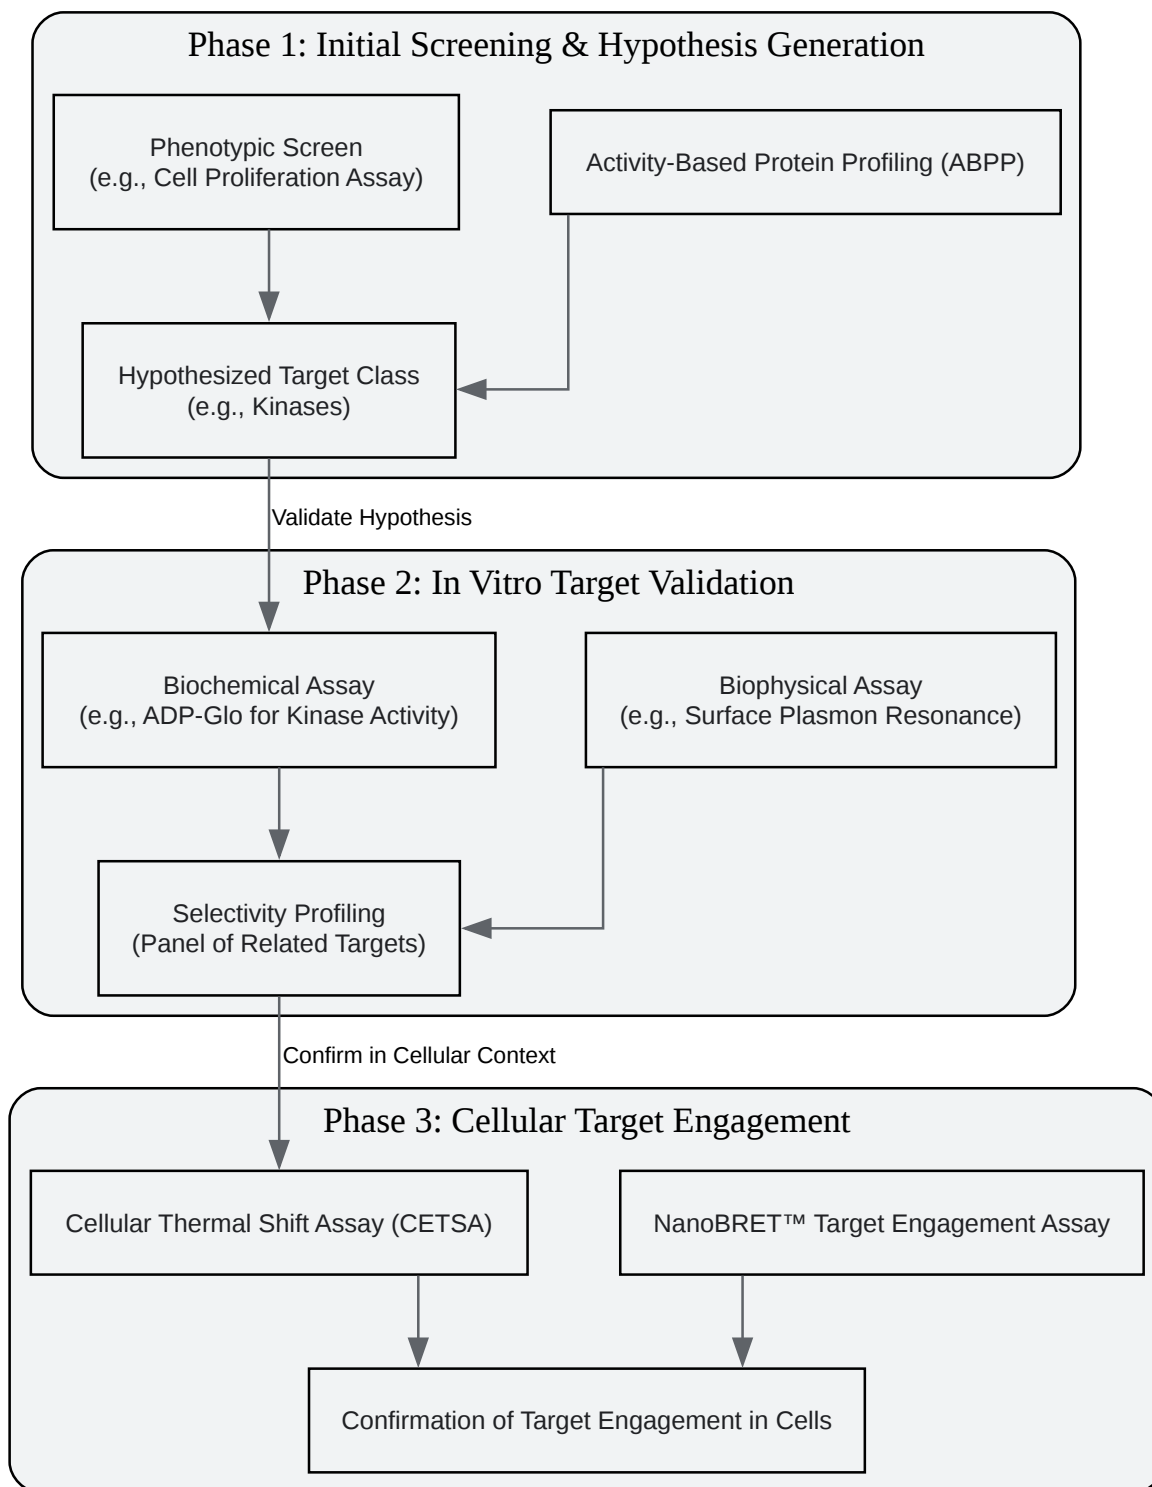 Phase 1: Initial Screening & Hypothesis Generation
Phenotypic Screen
(e.g., Cell Proliferation Assay)
Activity-Based Protein Profiling (ABPP)
Hypothesized Target Class
(e.g., Kinases)
Validate Hypothesis
Phase 2: In Vitro Target Validation
Biochemical Assay
(e.g., ADP-Glo for Kinase Activity)
Biophysical Assay
(e.g., Surface Plasmon Resonance)
Selectivity Profiling
(Panel of Related Targets)
Confirm in Cellular Context
Phase 3: Cellular Target Engagement
Cellular Thermal Shift Assay (CETSA)
NanoBRET™ Target Engagement Assay
Confirmation of Target Engagement in Cells